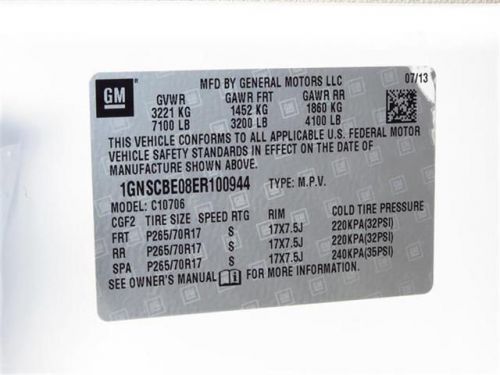 GM
MFD BY GENERAL MOTORS LLC 07/13
GVWR GAWR FRT GAWR RR
3221 KG 1452 KG 1860 KG
7100 LB 3200 LB 4100 LB
THIS VEHICLE CONFORMS TO ALL APPLICABLE U.S. FEDERAL MOTOR
VEHICLE SAFETY STANDARDS IN EFFECT ON THE DATE OF
MANUFACTURE SHOWN ABOVE.
1GNSCBE08ER100944 TYPE: M.P.V.
MODEL: C10706
CGF2 TIRE SIZE SPEED RTG RIM COLD TIRE PRESSURE
FRT P265/70R17 S 17X7.5J 220KPA(32PSI)
RR P265/70R17 S 17X7.5J 220KPA(32PSI)
SPA P265/70R17 S 17X7.5J 240KPA(35PSI)
SEE OWNER'S MANUAL FOR MORE INFORMATION.